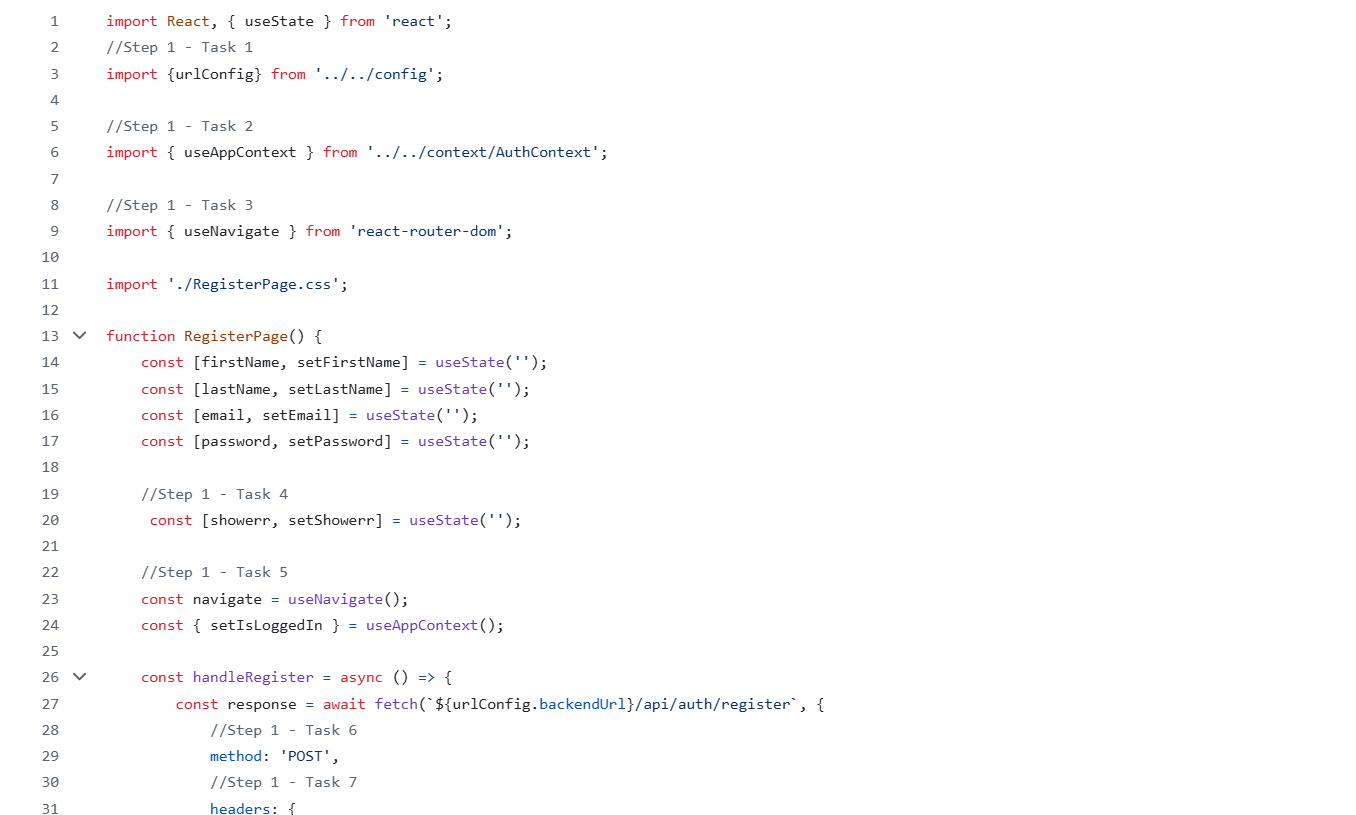 1 import React, { useState } from 'react';
2 //Step 1 - Task 1
3 import {urlConfig} from '../../config';
4
5 //Step 1 - Task 2
6 import { useAppContext } from '../../context/AuthContext';
7
8 //Step 1 - Task 3
9 import { useNavigate } from 'react-router-dom';
10
11 import './RegisterPage.css';
12
13 function RegisterPage() {
14 const [firstName, setFirstName] = useState('');
15 const [lastName, setLastName] = useState('');
16 const [email, setEmail] = useState('');
17 const [password, setPassword] = useState('');
18
19 //Step 1 - Task 4
20 const [showerr, setShowerr] = useState('');
21
22 //Step 1 - Task 5
23 const navigate = useNavigate();
24 const { setIsLoggedIn } = useAppContext();
25
26 const handleRegister = async () => {
27 const response = await fetch(`${urlConfig.backendUrl}/api/auth/register`, {
28 //Step 1 - Task 6
29 method: 'POST',
30 //Step 1 - Task 7
31 headers: {